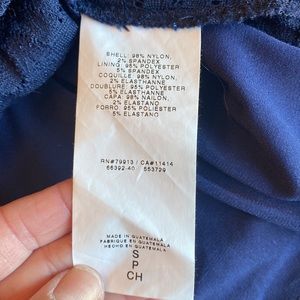 SHELL: 98% NYLON,
2% SPANDEX
LINING: 95% POLYESTER
5% SPANDEX
COQUILLE: 98% NYLON,
2% ELASTHANNE
DOUBLURE: 95% POLYESTER
5% ELASTHANNE
CAPA: 98% NAILON,
2% ELASTANO
FORRO: 95% POLIESTER
5% ELASTANO
RN#79913 / CA#11414
66392-40 553729
MADE IN GUATEMALA
FABRIQUE EN GUATEMALA
HECHO EN GUATEMALA
S
P
CH